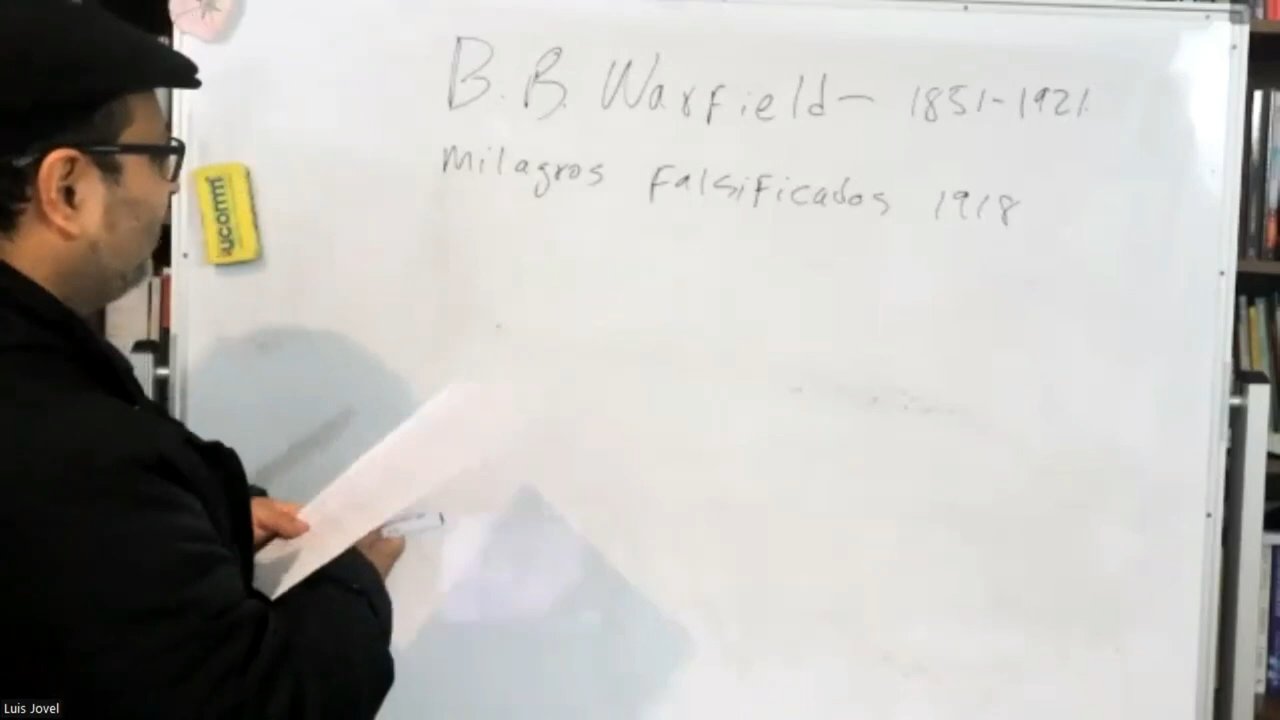 B.B. Warfield — 1851-1921
Milagros Falsificados 1918
Luis Jovel